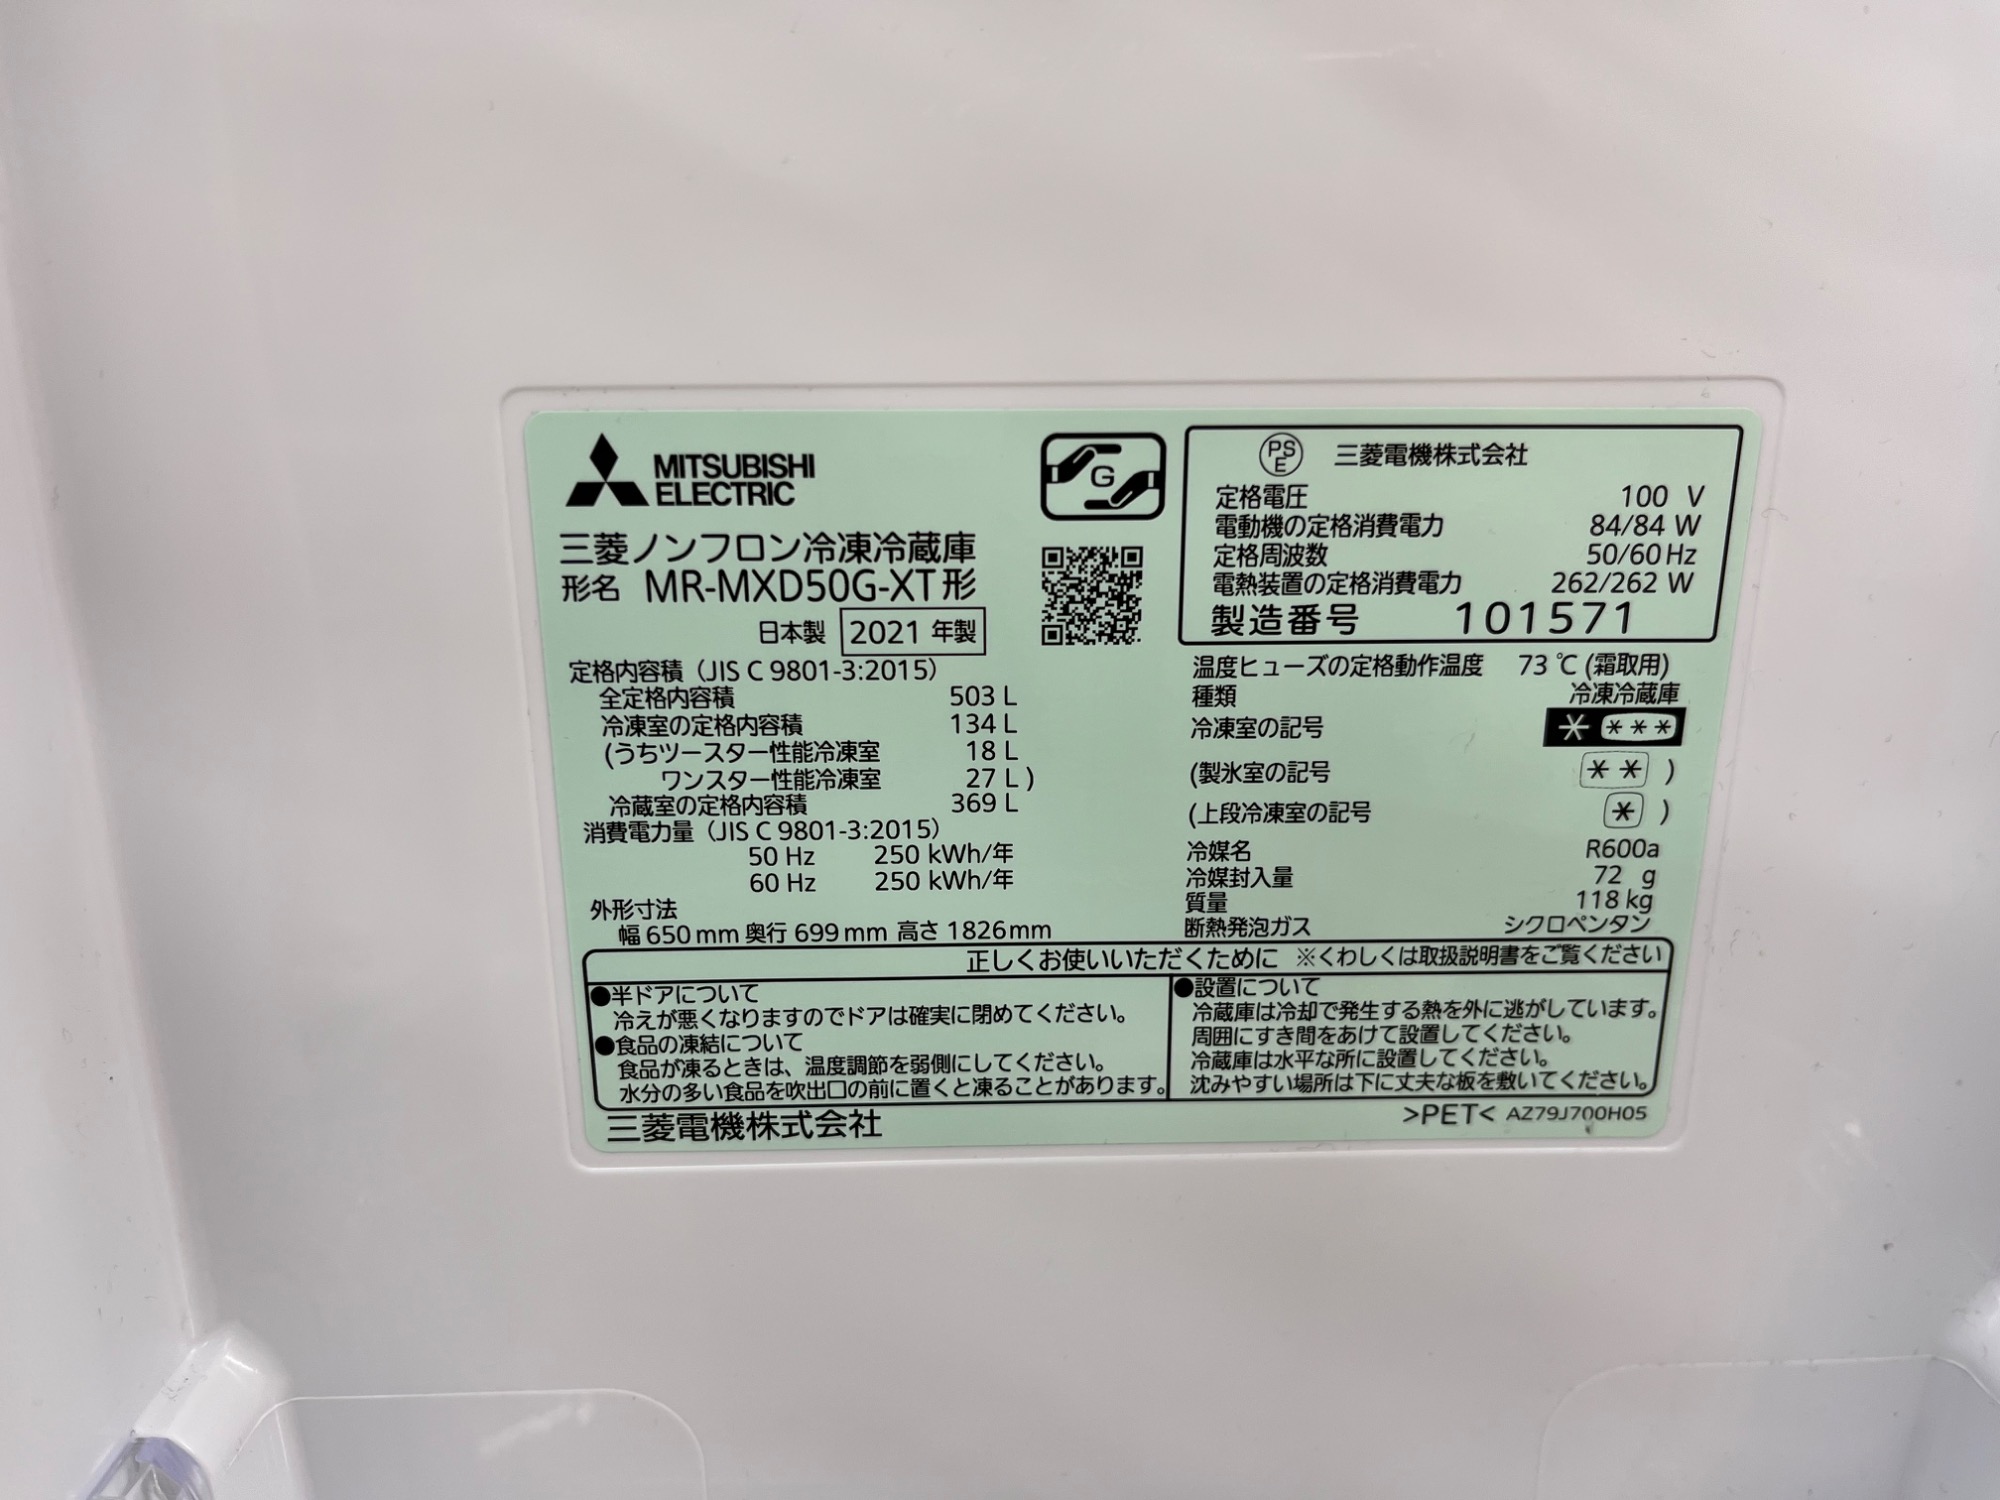 MITSUBISHI
ELECTRIC
G
三菱ノンフロン冷凍冷蔵庫
形名 MR-MXD50G-XT形
日本製 2021 年製
定格内容積（JIS C 9801-3:2015）
全定格内容積 503 L
冷凍室の定格内容積 134 L
(うちツースター性能冷凍室 18 L
ワンスター性能冷凍室 27 L)
冷蔵室の定格内容積 369 L
消費電力量（JIS C 9801-3:2015）
50 Hz 250 kWh/年
60 Hz 250 kWh/年
外形寸法
幅 650 mm 奥行 699 mm 高さ 1826mm
PSE 三菱電機株式会社
定格電圧 100 V
電動機の定格消費電力 84/84 W
定格周波数 50/60 Hz
電熱装置の定格消費電力 262/262 W
製造番号 101571
温度ヒューズの定格動作温度 73 ℃ (霜取用)
種類 冷凍冷蔵庫
冷凍室の記号 * ***
(製氷室の記号 ** )
(上段冷凍室の記号 * )
冷媒名 R600a
冷媒封入量 72 g
質量 118 kg
断熱発泡ガス シクロペンタン
正しくお使いいただくために ※くわしくは取扱説明書をご覧ください
●半ドアについて
冷えが悪くなりますのでドアは確実に閉めてください。
●食品の凍結について
食品が凍るときは、温度調節を弱側にしてください。
水分の多い食品を吹出口の前に置くと凍ることがあります。
●設置について
冷蔵庫は冷却で発生する熱を外に逃がしています。
周囲にすき間をあけて設置してください。
冷蔵庫は水平な所に設置してください。
沈みやすい場所は下に丈夫な板を敷いてください。
三菱電機株式会社
>PET< AZ79J700H05